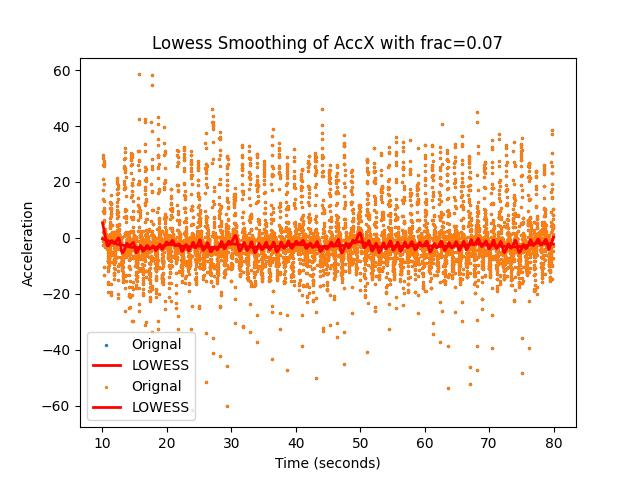 Lowess Smoothing of AccX with frac=0.07
60
40
20
0
−20
−40
−60
Acceleration
Orignal
LOWESS
Orignal
LOWESS
10 20 30 40 50 60 70 80
Time (seconds)